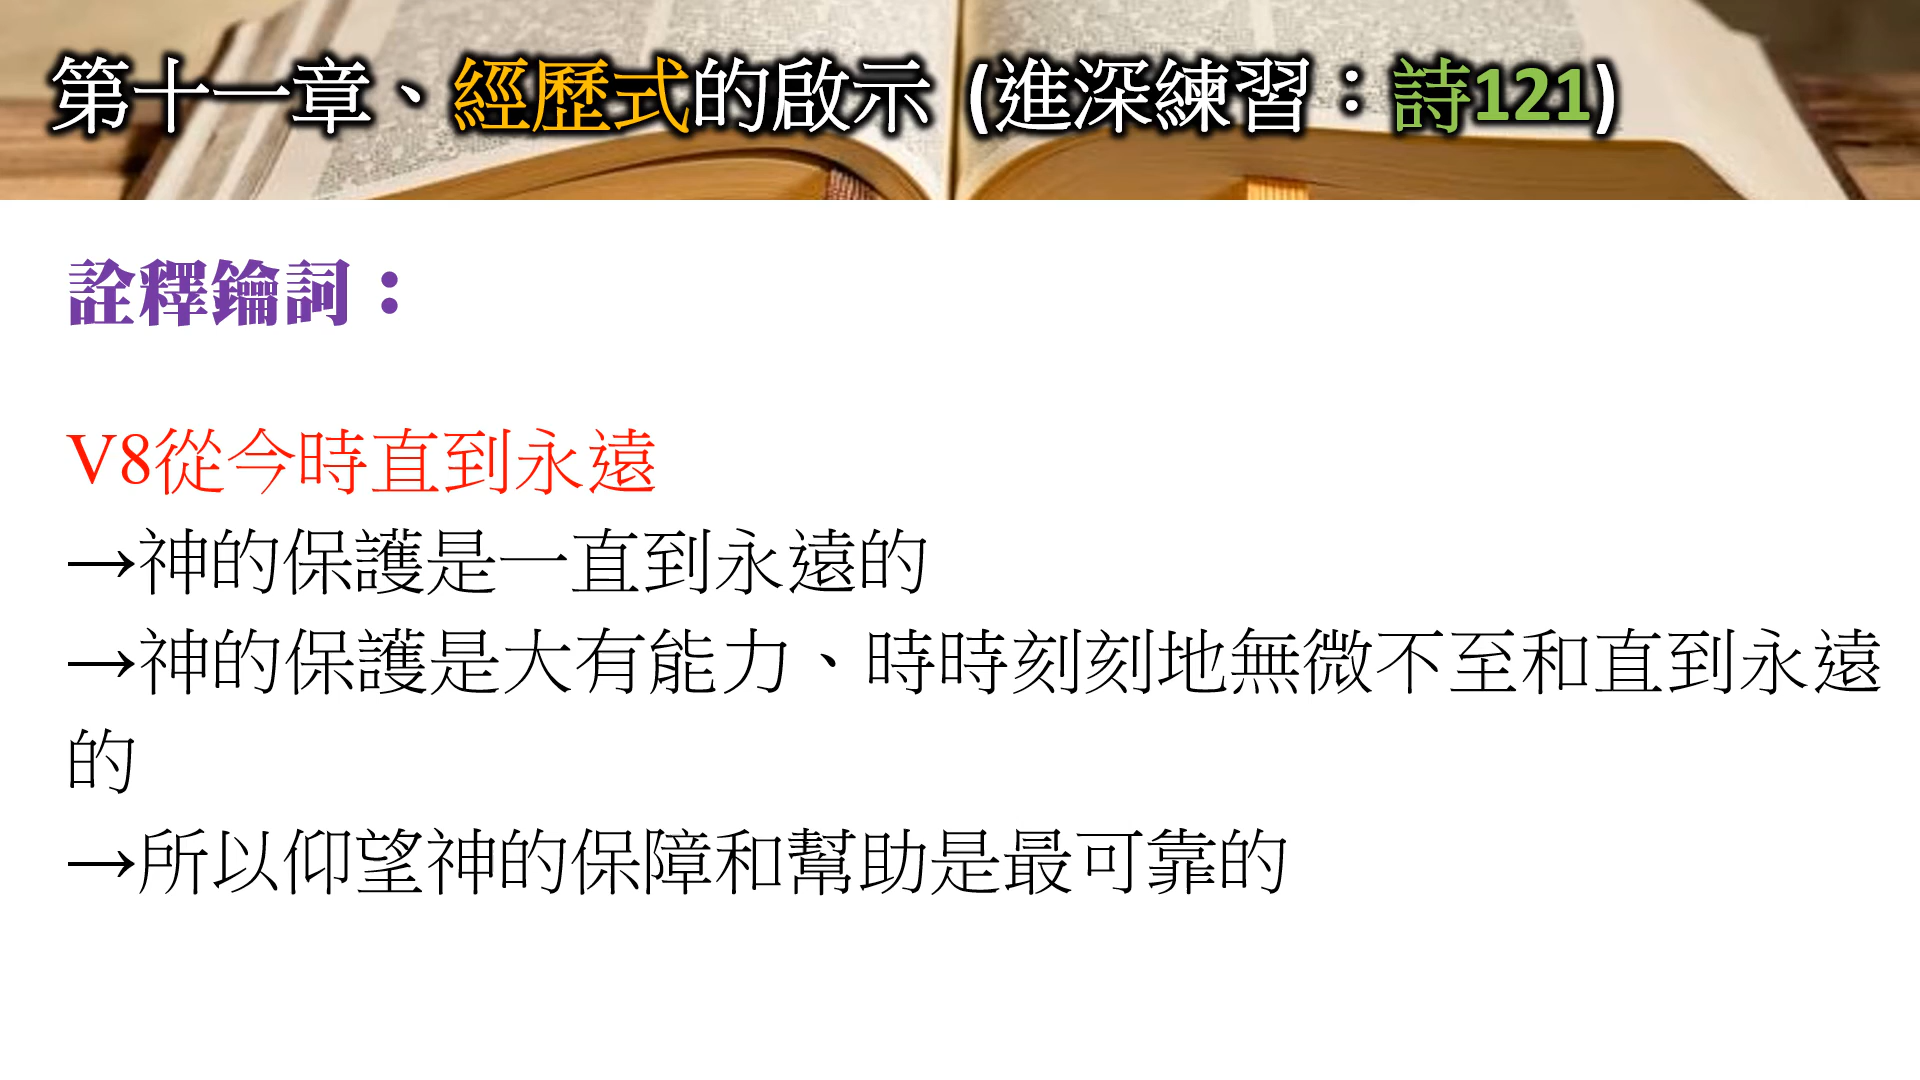 第十一章、經歷式的啟示 (進深練習：詩121)
詮釋鑰詞：
V8從今時直到永遠
→神的保護是一直到永遠的
→神的保護是大有能力、時時刻刻地無微不至和直到永遠
的
→所以仰望神的保障和幫助是最可靠的